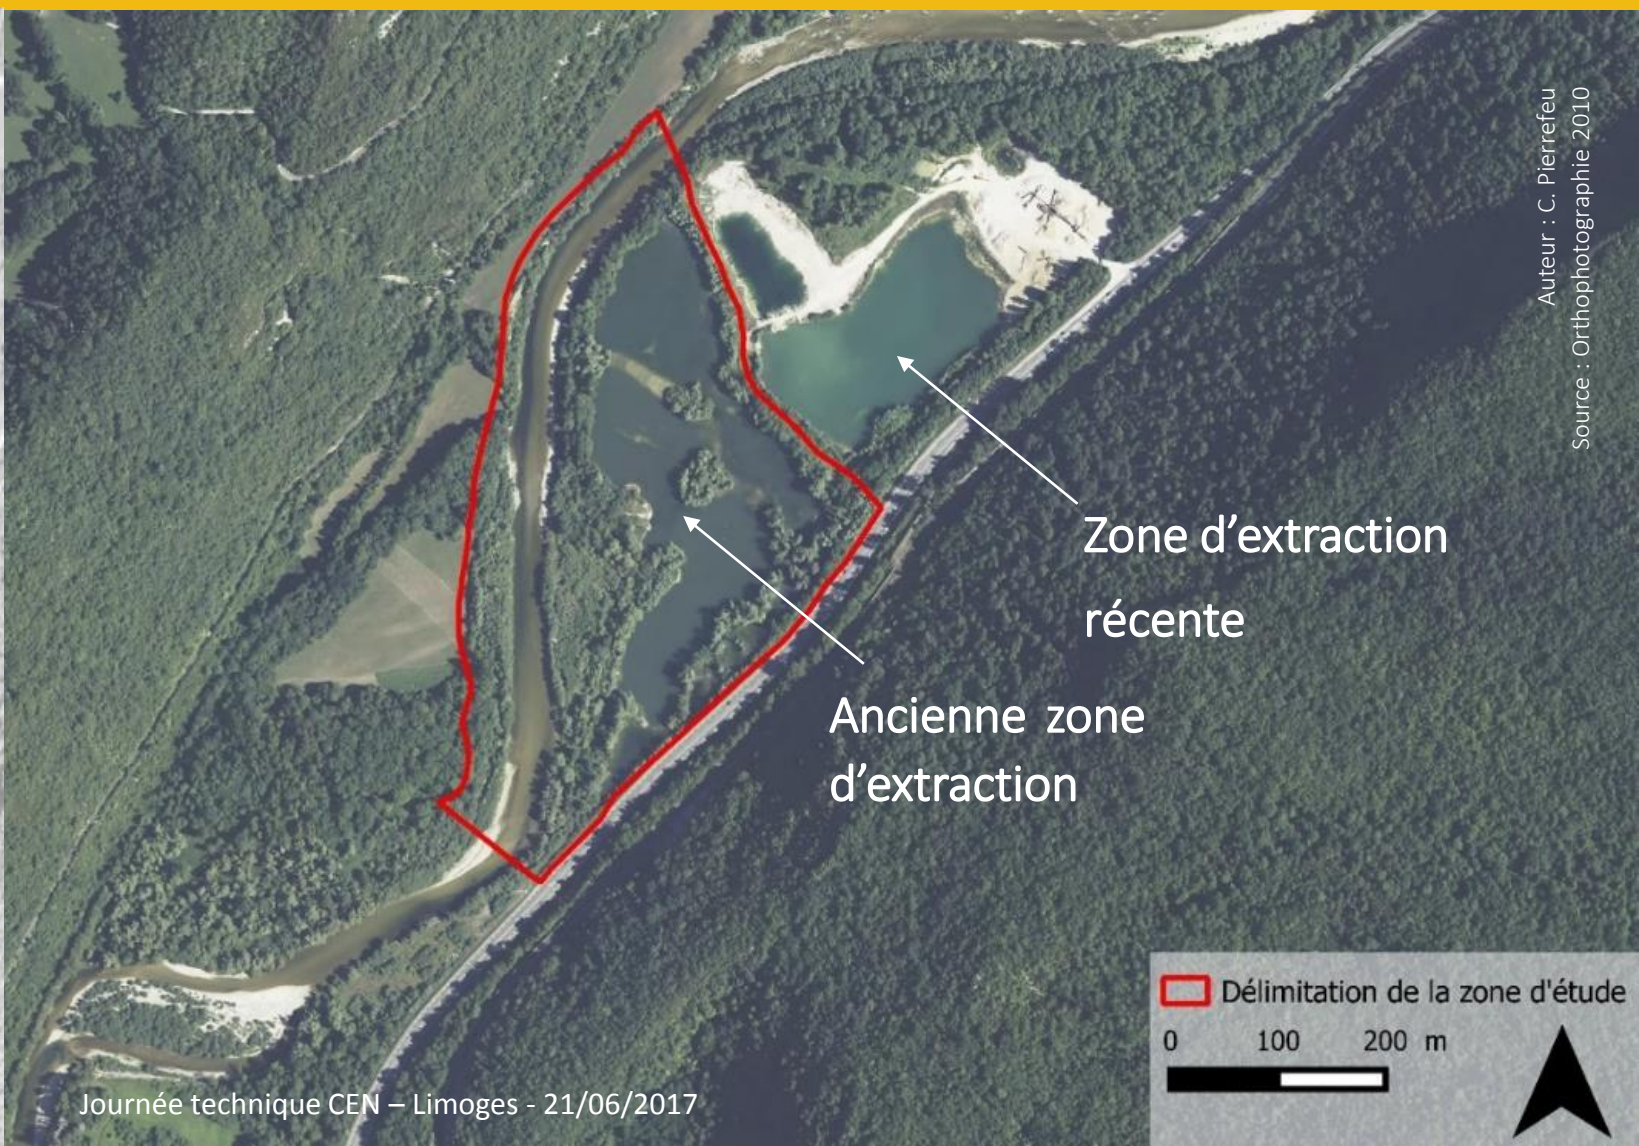 Auteur : C. Pierrefeu
Source : Orthophotographie 2010
Zone d’extraction
récente
Ancienne zone
d’extraction
Délimitation de la zone d'étude
0 100 200 m
Journée technique CEN – Limoges - 21/06/2017